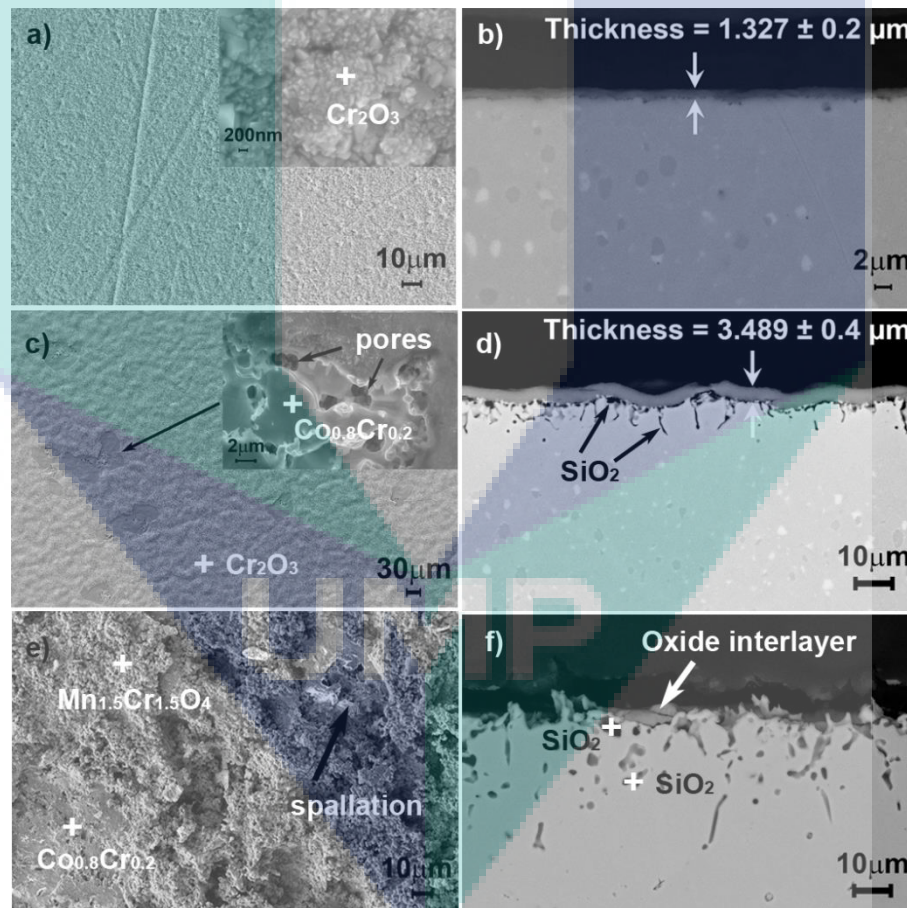 a)
Cr₂O₃
200nm
10μm
b)
Thickness = 1.327 ± 0.2 μm
2μm
c)
pores
Co₀.₈Cr₀.₂
2μm
Cr₂O₃
30μm
d)
Thickness = 3.489 ± 0.4 μm
SiO₂
10μm
UMP
e)
Mn₁.₅Cr₁.₅O₄
spallation
Co₀.₈Cr₀.₂
10μm
f)
Oxide interlayer
SiO₂
SiO₂
10μm